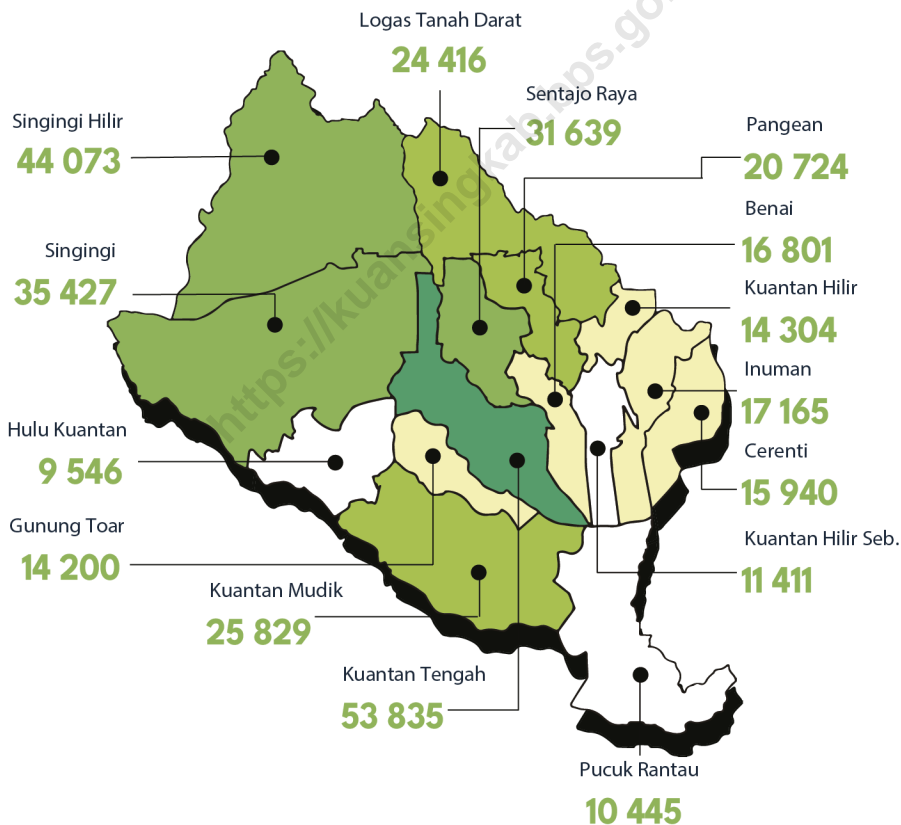 Logas Tanah Darat
24 416
Sentajo Raya
31 639
Singingi Hilir
44 073
Pangean
20 724
Benai
16 801
Singingi
35 427
Kuantan Hilir
14 304
Inuman
17 165
Hulu Kuantan
9 546
Cerenti
15 940
Gunung Toar
14 200
Kuantan Hilir Seb.
11 411
Kuantan Mudik
25 829
Kuantan Tengah
53 835
Pucuk Rantau
10 445
https://kuansingkab.bps.go